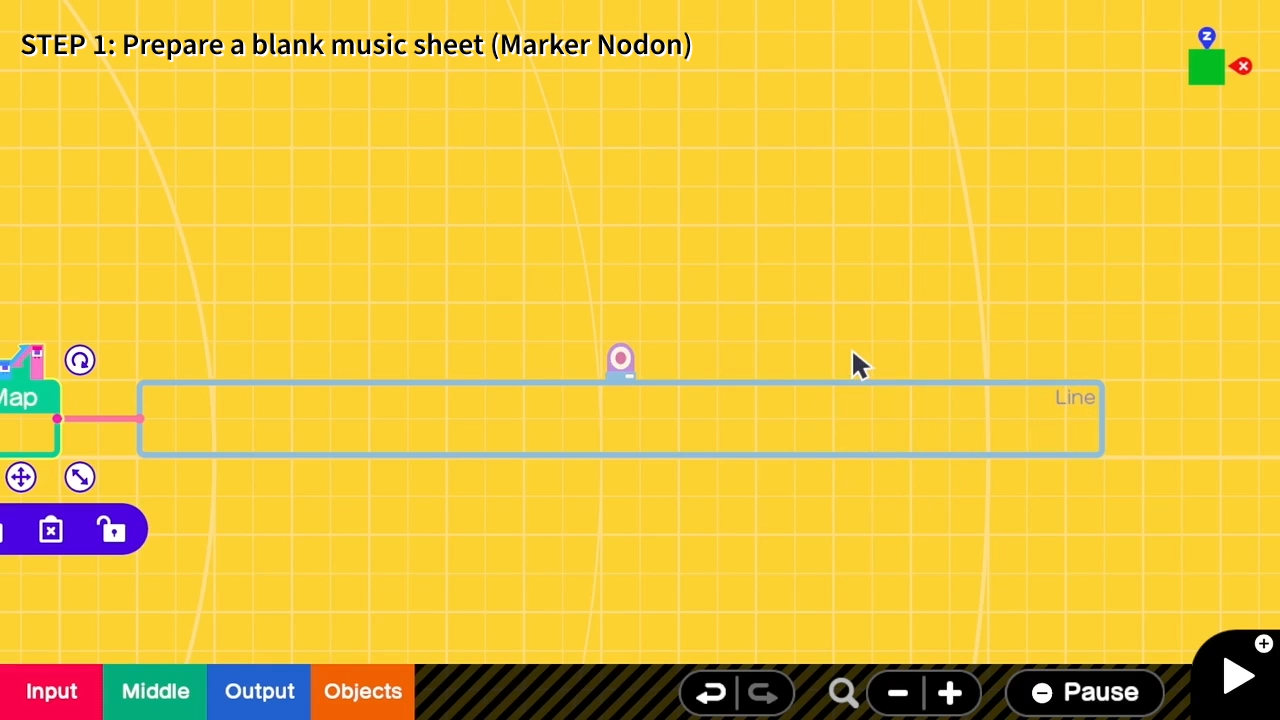 STEP 1: Prepare a blank music sheet (Marker Nodon)
Z
X
Map
Line
Input
Middle
Output
Objects
Pause